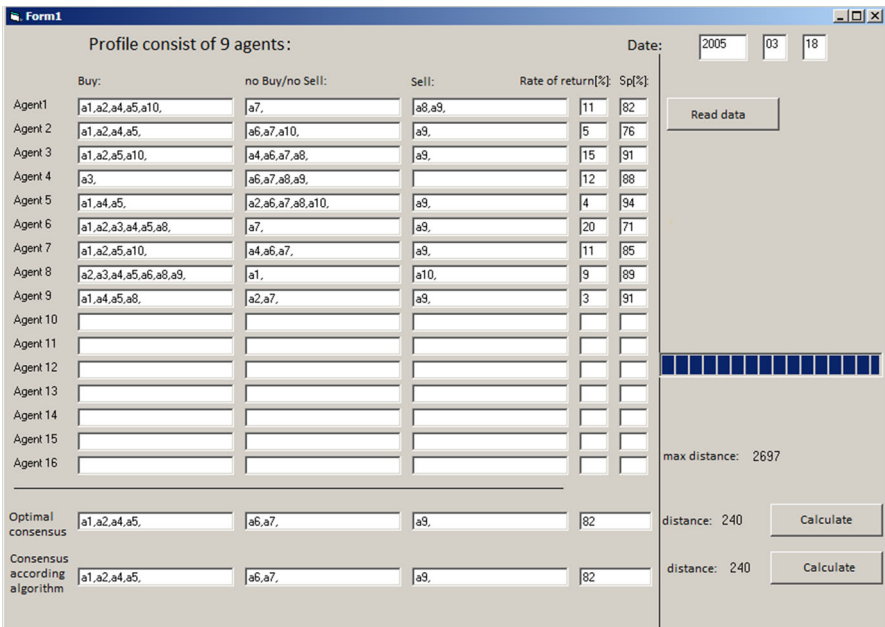 Form1
Profile consist of 9 agents: Date: 2005 03 18
Buy: no Buy/no Sell: Sell: Rate of return[%]: Sp[%]:
Agent1 a1,a2,a4,a5,a10, a7, a8,a9, 11 82
Read data
Agent 2 a1,a2,a4,a5, a6,a7,a10, a9, 5 76
Agent 3 a1,a2,a5,a10, a4,a6,a7,a8, a9, 15 91
Agent 4 a3, a6,a7,a8,a9, 12 88
Agent 5 a1,a4,a5, a2,a6,a7,a8,a10, a9, 4 94
Agent 6 a1,a2,a3,a4,a5,a8, a7, a9, 20 71
Agent 7 a1,a2,a5,a10, a4,a6,a7, a9, 11 85
Agent 8 a2,a3,a4,a5,a6,a8,a9, a1, a10, 9 89
Agent 9 a1,a4,a5,a8, a2,a7, a9, 3 91
Agent 10
Agent 11
Agent 12
Agent 13
Agent 14
Agent 15
Agent 16
max distance: 2697
Optimal
consensus a1,a2,a4,a5, a6,a7, a9, 82 distance: 240 Calculate
Consensus
according
algorithm a1,a2,a4,a5, a6,a7, a9, 82 distance: 240 Calculate